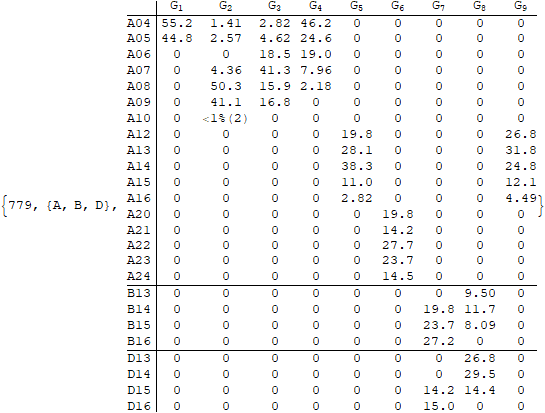 G1 G2 G3 G4 G5 G6 G7 G8 G9
A04 55.2 1.41 2.82 46.2 0 0 0 0 0
A05 44.8 2.57 4.62 24.6 0 0 0 0 0
A06 0 0 18.5 19.0 0 0 0 0 0
A07 0 4.36 41.3 7.96 0 0 0 0 0
A08 0 50.3 15.9 2.18 0 0 0 0 0
A09 0 41.1 16.8 0 0 0 0 0 0
A10 0 <1%(2) 0 0 0 0 0 0 0
A12 0 0 0 0 19.8 0 0 0 26.8
A13 0 0 0 0 28.1 0 0 0 31.8
A14 0 0 0 0 38.3 0 0 0 24.8
A15 0 0 0 0 11.0 0 0 0 12.1
{779, {A, B, D}, A16 0 0 0 0 2.82 0 0 0 4.49}
A20 0 0 0 0 0 19.8 0 0 0
A21 0 0 0 0 0 14.2 0 0 0
A22 0 0 0 0 0 27.7 0 0 0
A23 0 0 0 0 0 23.7 0 0 0
A24 0 0 0 0 0 14.5 0 0 0
B13 0 0 0 0 0 0 0 9.50 0
B14 0 0 0 0 0 0 19.8 11.7 0
B15 0 0 0 0 0 0 23.7 8.09 0
B16 0 0 0 0 0 0 27.2 0 0
D13 0 0 0 0 0 0 0 26.8 0
D14 0 0 0 0 0 0 0 29.5 0
D15 0 0 0 0 0 0 14.2 14.4 0
D16 0 0 0 0 0 0 15.0 0 0